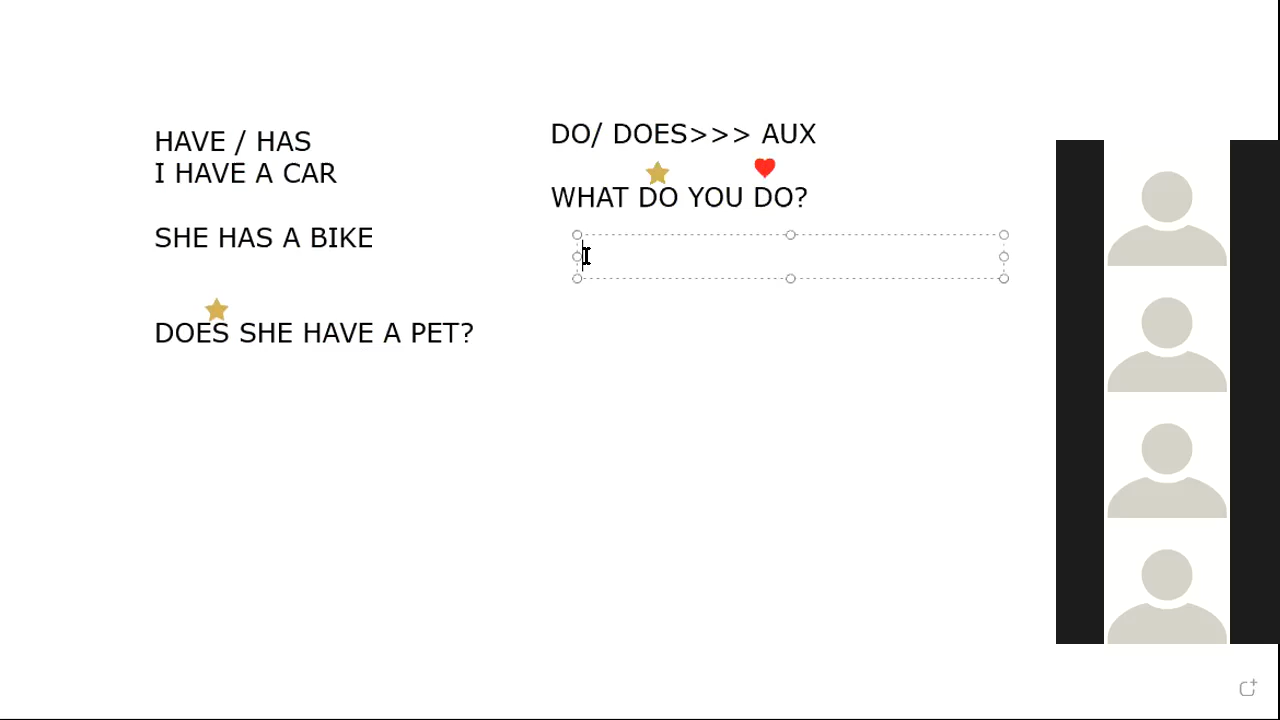 HAVE / HAS
I HAVE A CAR
SHE HAS A BIKE
DOES SHE HAVE A PET?
DO/ DOES>>> AUX
WHAT DO YOU DO?